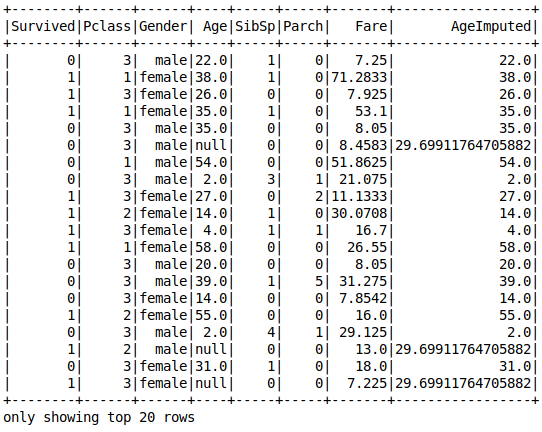 +--------+------+------+----+-----+-----+-------+-----------------+
|Survived|Pclass|Gender| Age|SibSp|Parch|   Fare|       AgeImputed|
+--------+------+------+----+-----+-----+-------+-----------------+
|       0|     3|  male|22.0|    1|    0|   7.25|             22.0|
|       1|     1|female|38.0|    1|    0|71.2833|             38.0|
|       1|     3|female|26.0|    0|    0|  7.925|             26.0|
|       1|     1|female|35.0|    1|    0|   53.1|             35.0|
|       0|     3|  male|35.0|    0|    0|   8.05|             35.0|
|       0|     3|  male|null|    0|    0| 8.4583|29.69911764705882|
|       0|     1|  male|54.0|    0|    0|51.8625|             54.0|
|       0|     3|  male| 2.0|    3|    1| 21.075|              2.0|
|       1|     3|female|27.0|    0|    2|11.1333|             27.0|
|       1|     2|female|14.0|    1|    0|30.0708|             14.0|
|       1|     3|female| 4.0|    1|    1|   16.7|              4.0|
|       1|     1|female|58.0|    0|    0|  26.55|             58.0|
|       0|     3|  male|20.0|    0|    0|   8.05|             20.0|
|       0|     3|  male|39.0|    1|    5| 31.275|             39.0|
|       0|     3|female|14.0|    0|    0| 7.8542|             14.0|
|       1|     2|female|55.0|    0|    0|   16.0|             55.0|
|       0|     3|  male| 2.0|    4|    1| 29.125|              2.0|
|       1|     2|  male|null|    0|    0|   13.0|29.69911764705882|
|       0|     3|female|31.0|    1|    0|   18.0|             31.0|
|       1|     3|female|null|    0|    0|  7.225|29.69911764705882|
+--------+------+------+----+-----+-----+-------+-----------------+
only showing top 20 rows